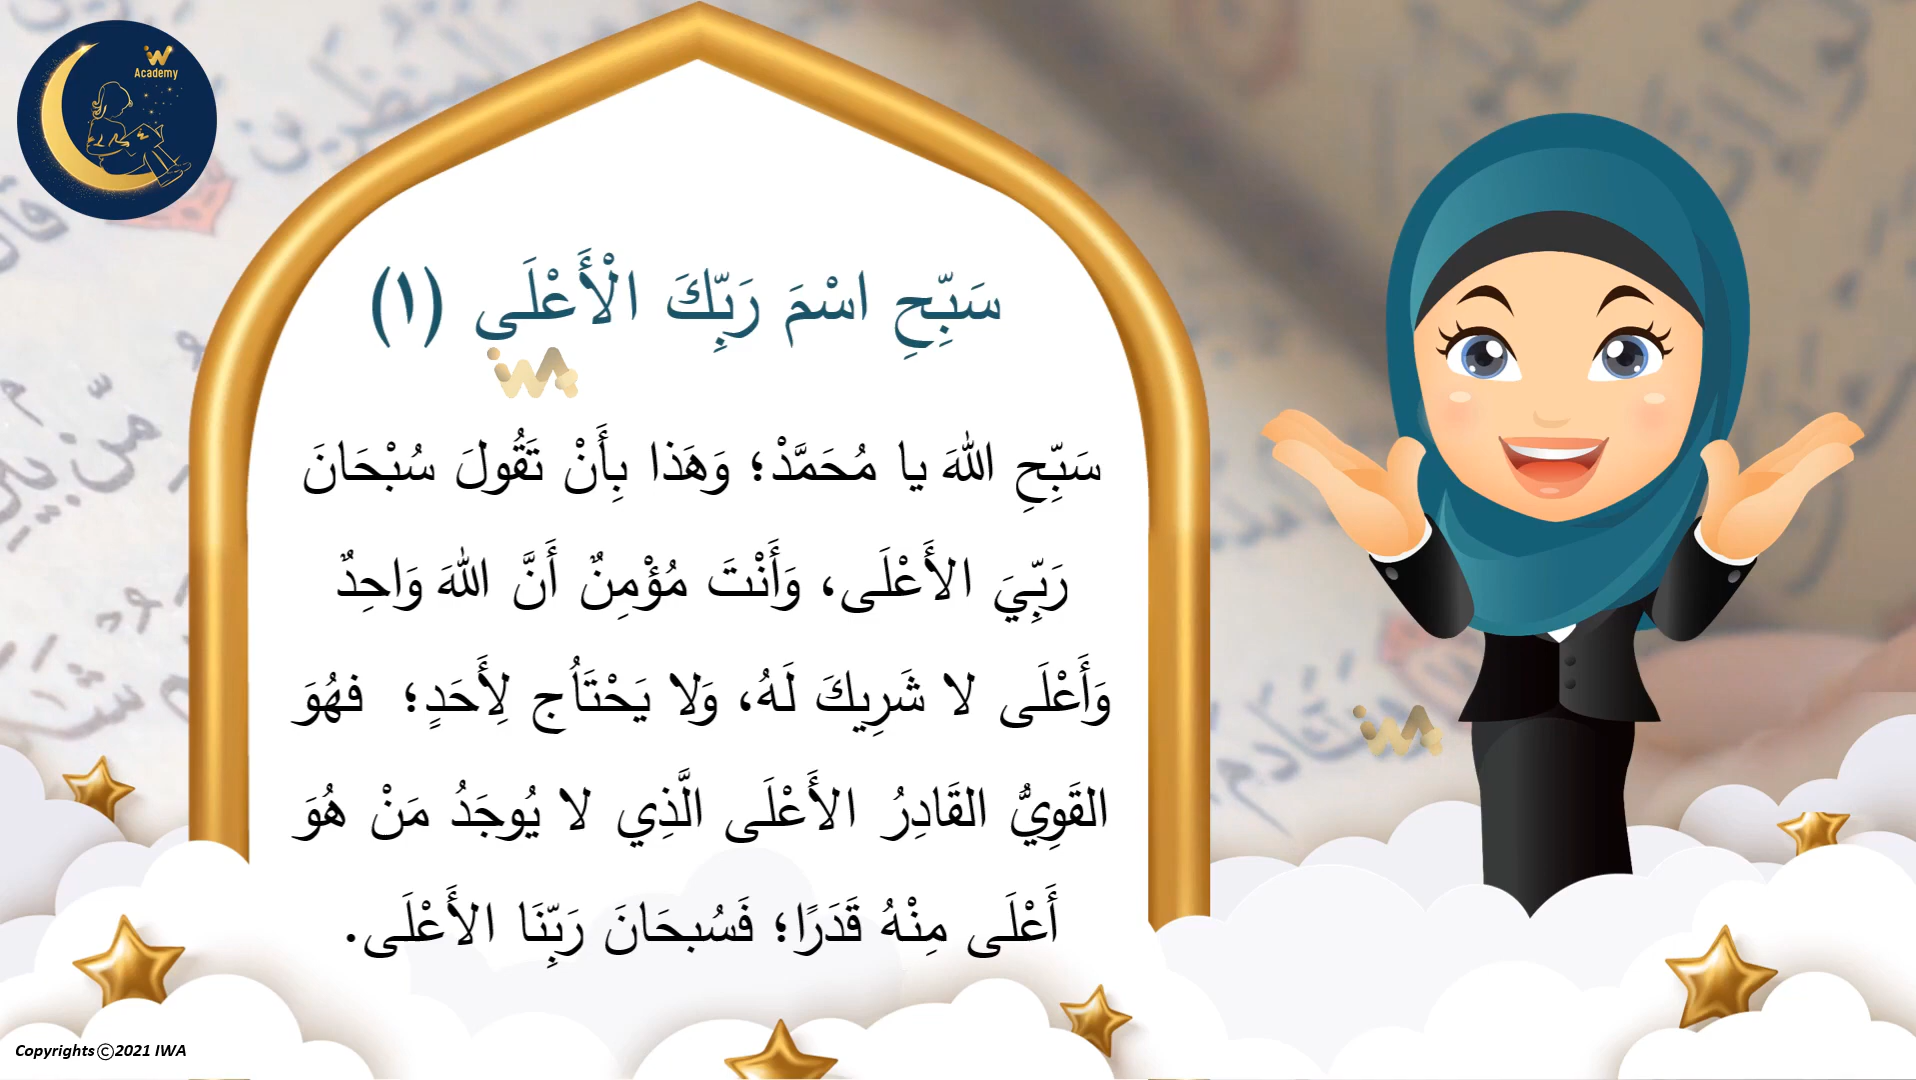 Academy
سَبِّحِ اسْمَ رَبِّكَ الْأَعْلَى (١)
سَبِّحِ اللهَ يا مُحَمَّدْ؛ وَهَذا بِأَنْ تَقُولَ سُبْحَانَ
رَبِّيَ الأَعْلَى، وَأَنْتَ مُؤْمِنٌ أَنَّ اللهَ وَاحِدٌ
وَأَعْلَى لا شَرِيكَ لَهُ، وَلا يَحْتَاُج لِأَحَدٍ؛ فهُوَ
القَوِيُّ القَادِرُ الأَعْلَى الَّذِي لا يُوجَدُ مَنْ هُوَ
أَعْلَى مِنْهُ قَدَرًا؛ فَسُبحَانَ رَبِّنَا الأَعْلَى.
Copyrights©2021 IWA